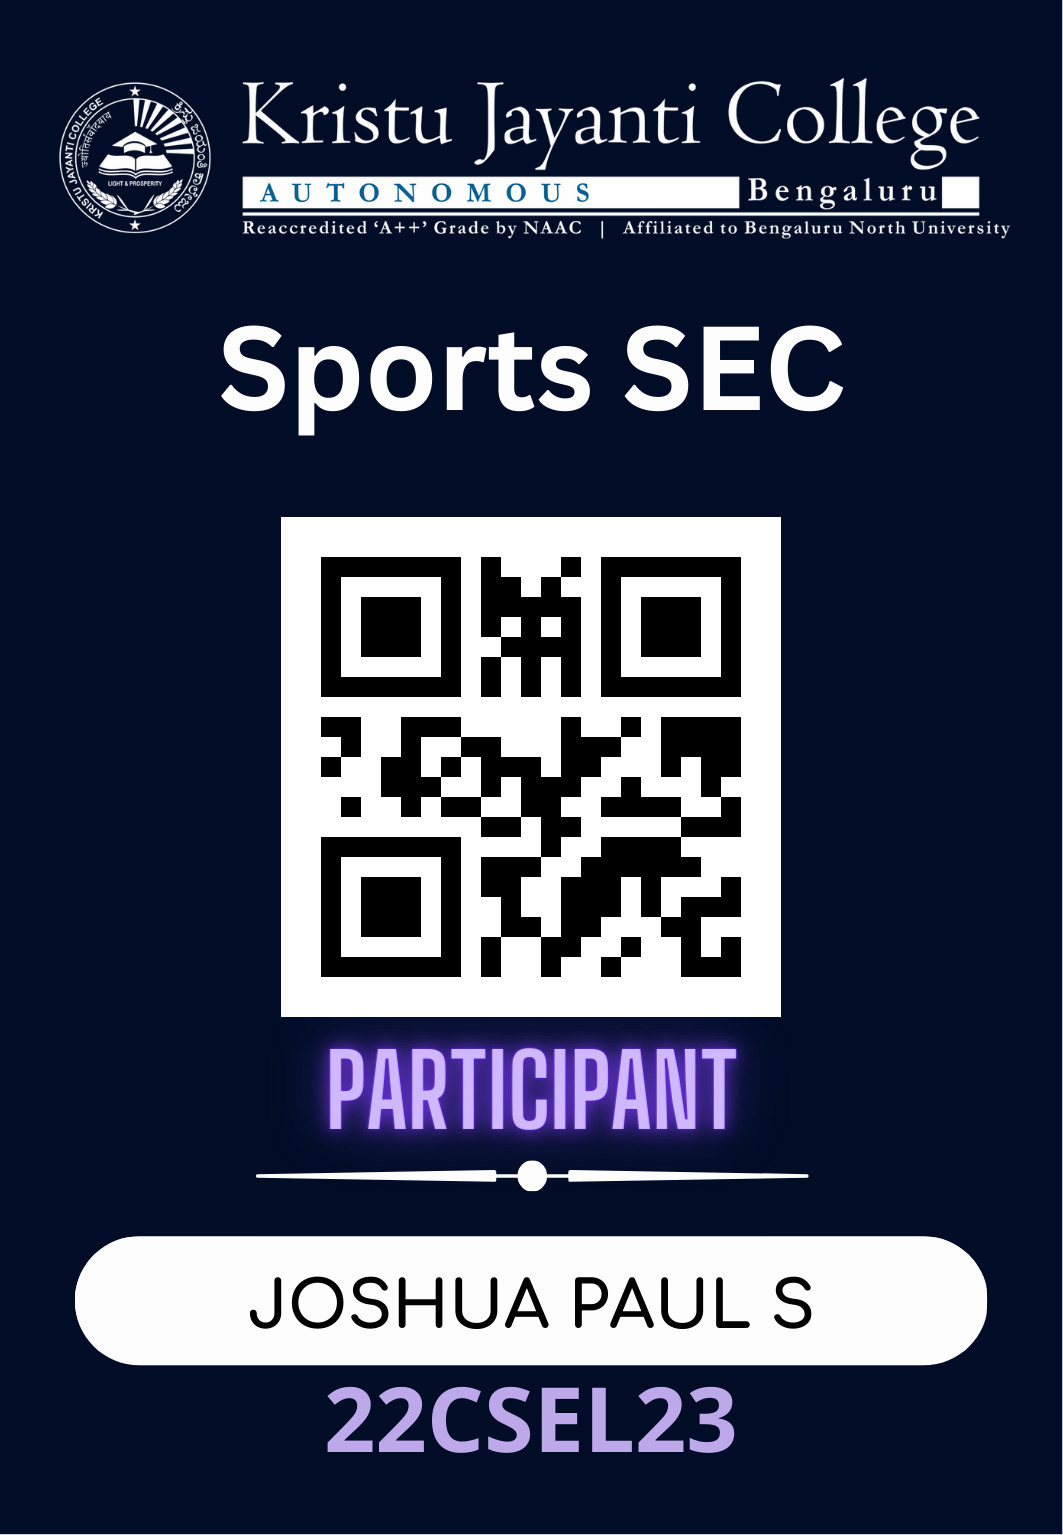 KRISTU JAYANTI COLLEGE
ज्योतिसंवादयाय
LIGHT & PROSPERITY
Kristu Jayanti College
AUTONOMOUS Bengaluru
Reaccredited ‘A++’ Grade by NAAC | Affiliated to Bengaluru North University
Sports SEC
PARTICIPANT
JOSHUA PAUL S
22CSEL23